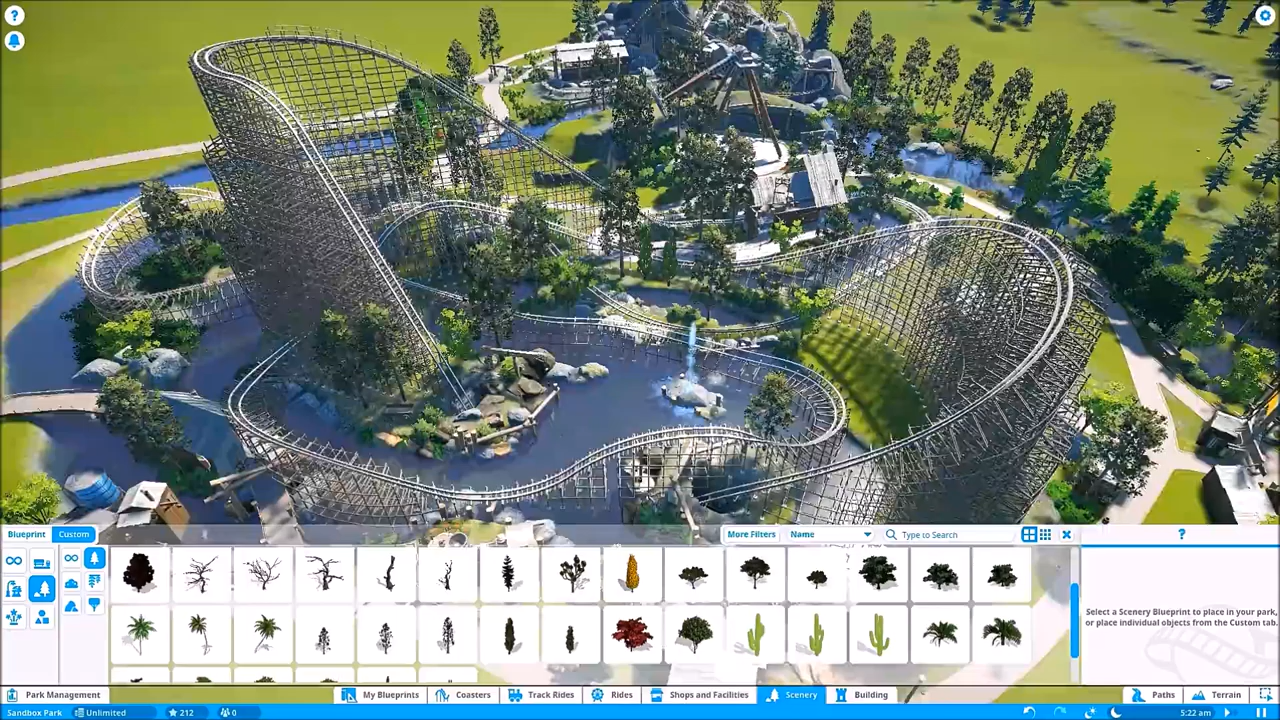 ?
Blueprint Custom More Filters Name Type to Search ?
Select a Scenery Blueprint to place in your park,
or place individual objects from the Custom tab.
Park Management My Blueprints Coasters Track Rides Rides Shops and Facilities Scenery Building Paths Terrain
Sandbox Park Unlimited 212 0 5:22 am